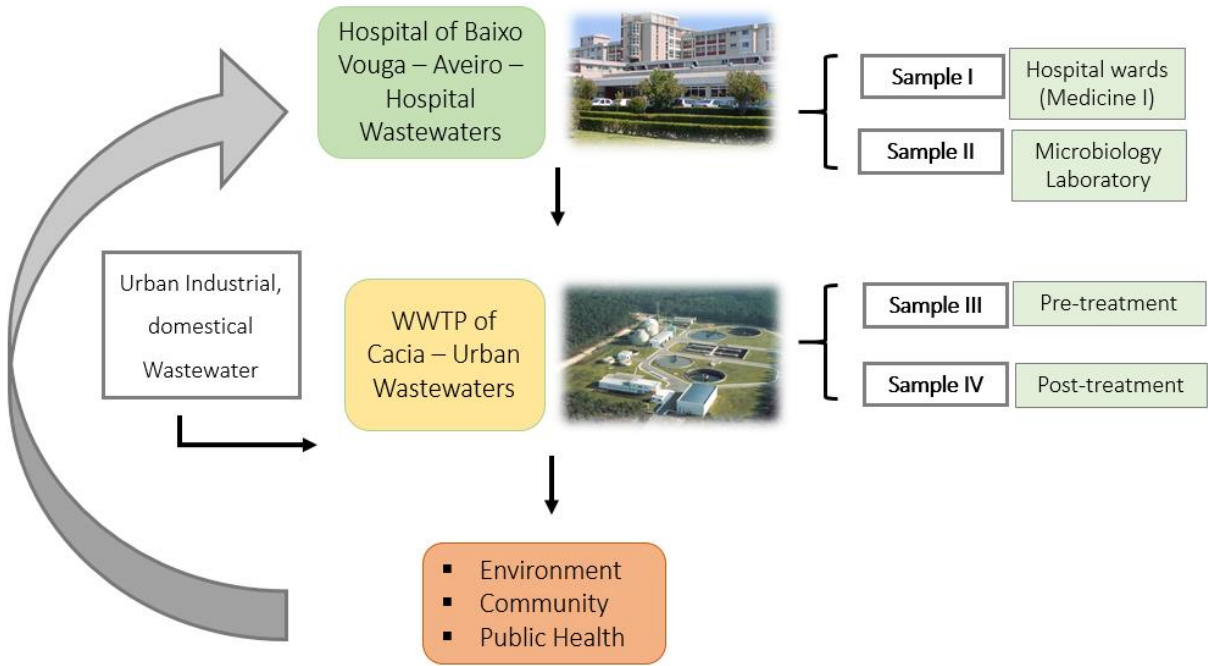 Hospital of Baixo
Vouga – Aveiro –
Hospital
Wastewaters
Sample I
Hospital wards
(Medicine I)
Sample II
Microbiology
Laboratory
Urban Industrial,
domestical
Wastewater
WWTP of
Cacia – Urban
Wastewaters
Sample III
Pre-treatment
Sample IV
Post-treatment
▪ Environment
▪ Community
▪ Public Health